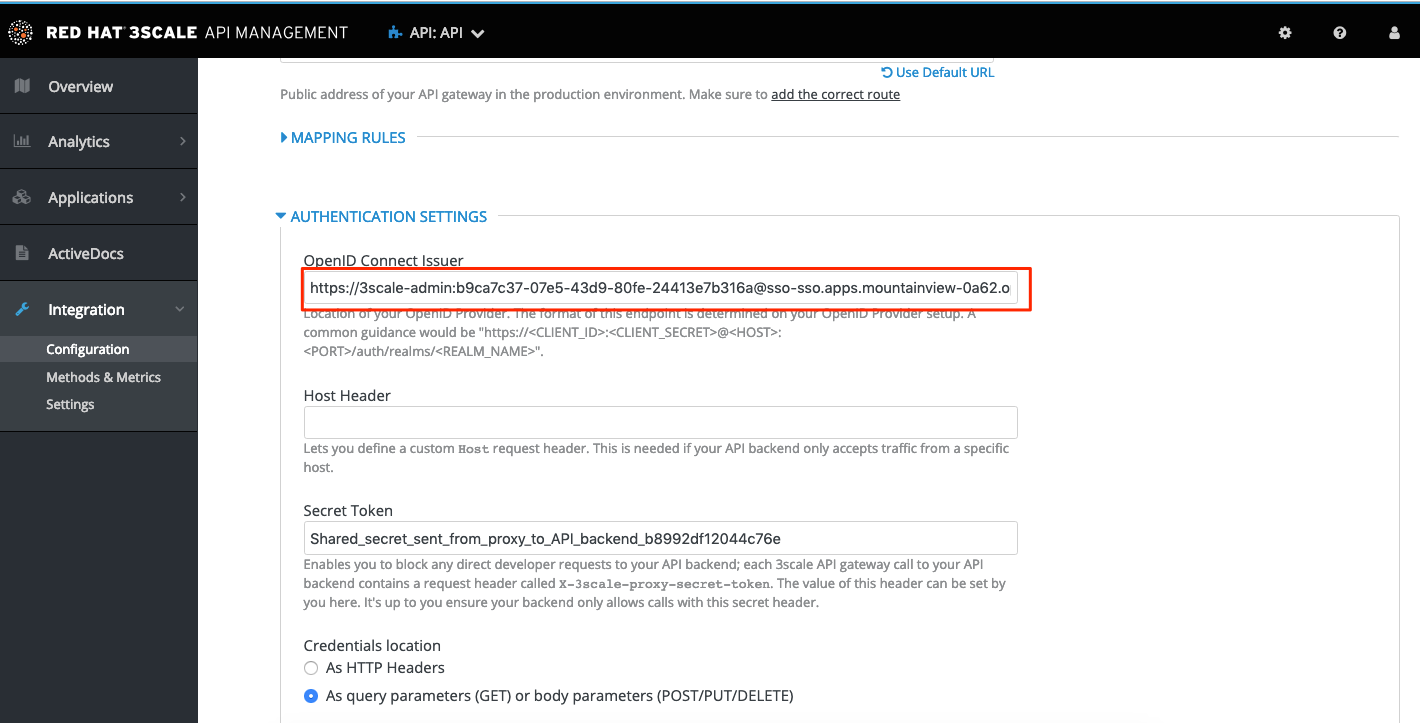 RED HAT 3SCALE API MANAGEMENT
API: API
Overview
Analytics
Applications
ActiveDocs
Integration
Configuration
Methods & Metrics
Settings
Use Default URL
Public address of your API gateway in the production environment. Make sure to add the correct route
MAPPING RULES
AUTHENTICATION SETTINGS
OpenID Connect Issuer
https://3scale-admin:b9ca7c37-07e5-43d9-80fe-24413e7b316a@sso-sso.apps.mountainview-0a62.o
Location of your OpenID Provider. The format of this endpoint is determined on your OpenID Provider setup. A
common guidance would be "https://<CLIENT_ID>:<CLIENT_SECRET>@<HOST>:
<PORT>/auth/realms/<REALM_NAME>".
Host Header
Lets you define a custom Host request header. This is needed if your API backend only accepts traffic from a specific
host.
Secret Token
Shared_secret_sent_from_proxy_to_API_backend_b8992df12044c76e
Enables you to block any direct developer requests to your API backend; each 3scale API gateway call to your API
backend contains a request header called X-3scale-proxy-secret-token. The value of this header can be set by
you here. It's up to you ensure your backend only allows calls with this secret header.
Credentials location
As HTTP Headers
As query parameters (GET) or body parameters (POST/PUT/DELETE)